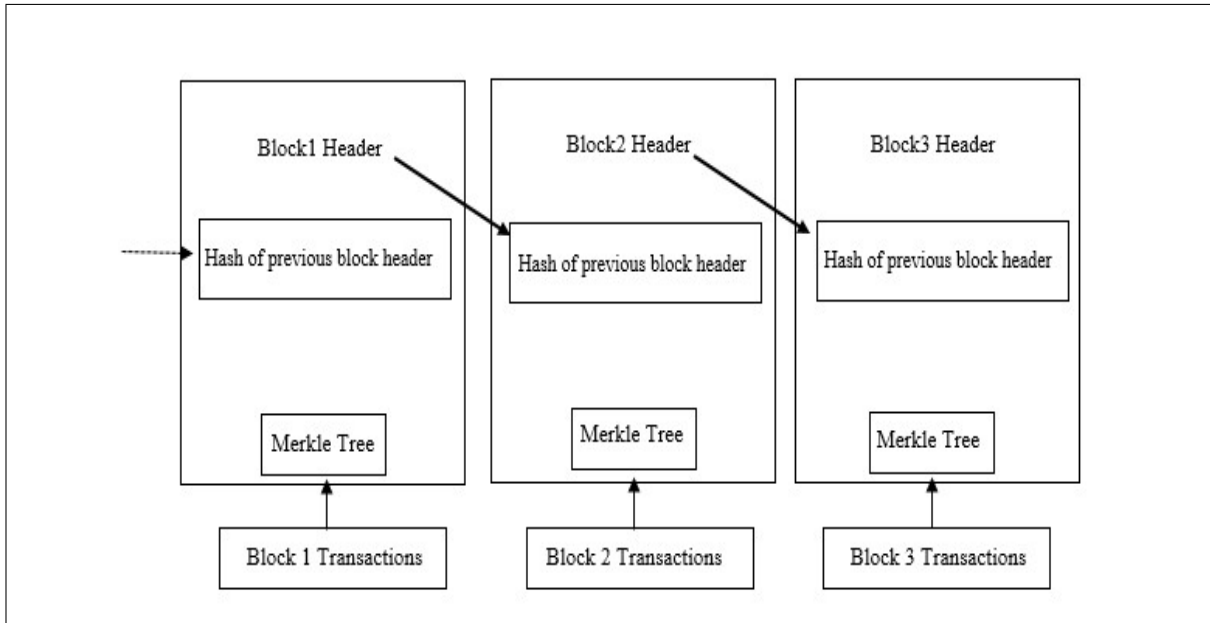 Block1 Header
Block2 Header
Block3 Header
Hash of previous block header
Hash of previous block header
Hash of previous block header
Merkle Tree
Merkle Tree
Merkle Tree
Block 1 Transactions
Block 2 Transactions
Block 3 Transactions